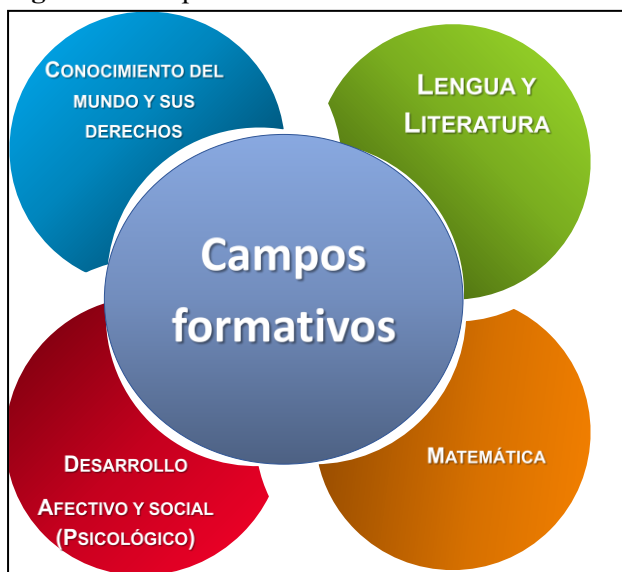 CONOCIMIENTO DEL
MUNDO Y SUS
DERECHOS
LENGUA Y
LITERATURA
Campos
formativos
DESARROLLO
AFECTIVO Y SOCIAL
(PSICOLÓGICO)
MATEMÁTICA